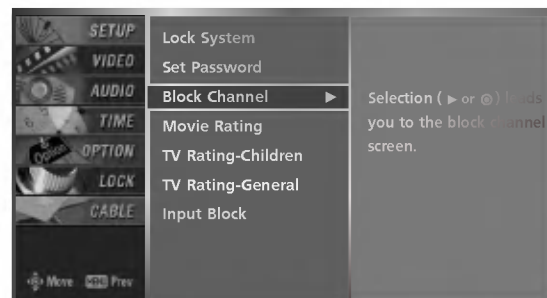 SETUP
VIDEO
AUDIO
TIME
OPTION
LOCK
CABLE
Move Prev
Lock System
Set Password
Block Channel ▶
Movie Rating
TV Rating-Children
TV Rating-General
Input Block
Selection ( ▶ or ◉ ) leads
you to the block channel
screen.